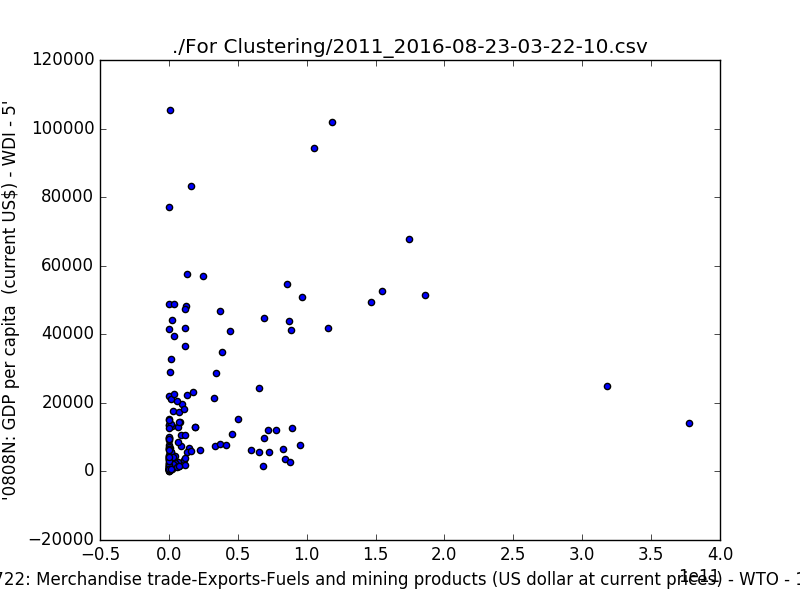 ./For Clustering/2011_2016-08-23-03-22-10.csv
120000
100000
80000
60000
40000
20000
0
−20000
'0808N: GDP per capita  (current US$) - WDI - 5'
−0.5 0.0 0.5 1.0 1.5 2.0 2.5 3.0 3.5 4.0
1e11
722: Merchandise trade-Exports-Fuels and mining products (US dollar at current prices) - WTO - 1